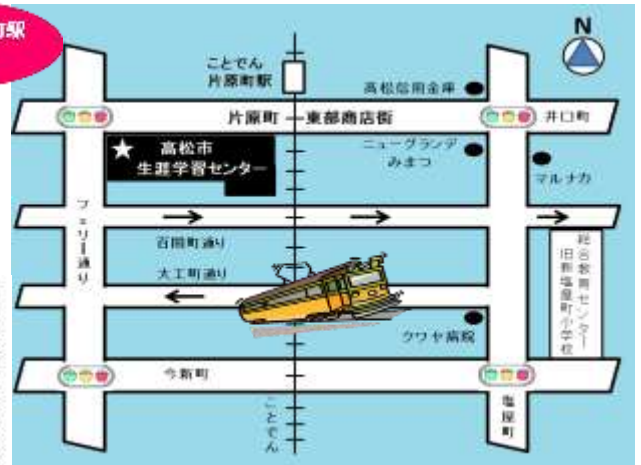 町駅
N
ことでん
片原町駅
高松信用金庫
片原町
東部商店街
井口町
★ 高松市
生涯学習センター
ニューグランデ
みまつ
マルナカ
フェリー通り
百間町通り
大工町通り
総合教育センター
旧新塩屋町小学校
クワヤ病院
今新町
ことでん
塩屋町